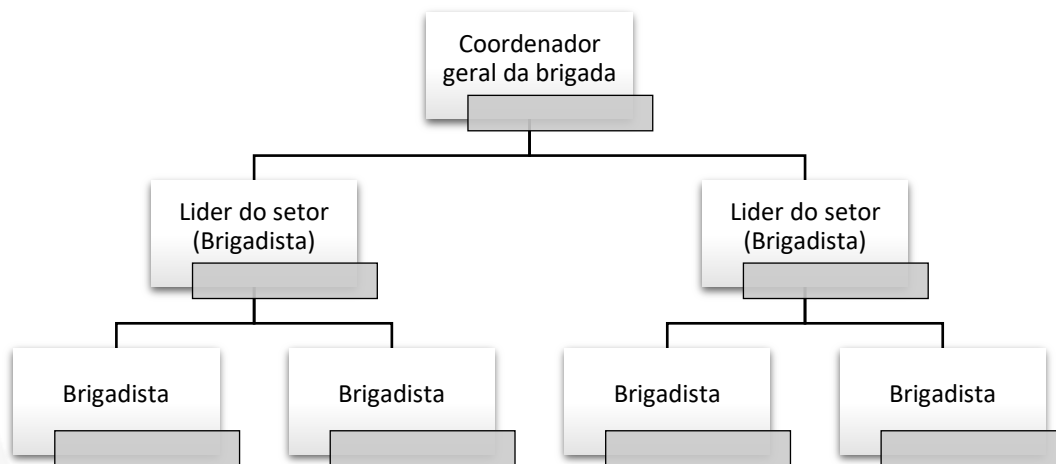 Coordenador
geral da brigada
Lider do setor
(Brigadista)
Lider do setor
(Brigadista)
Brigadista
Brigadista
Brigadista
Brigadista